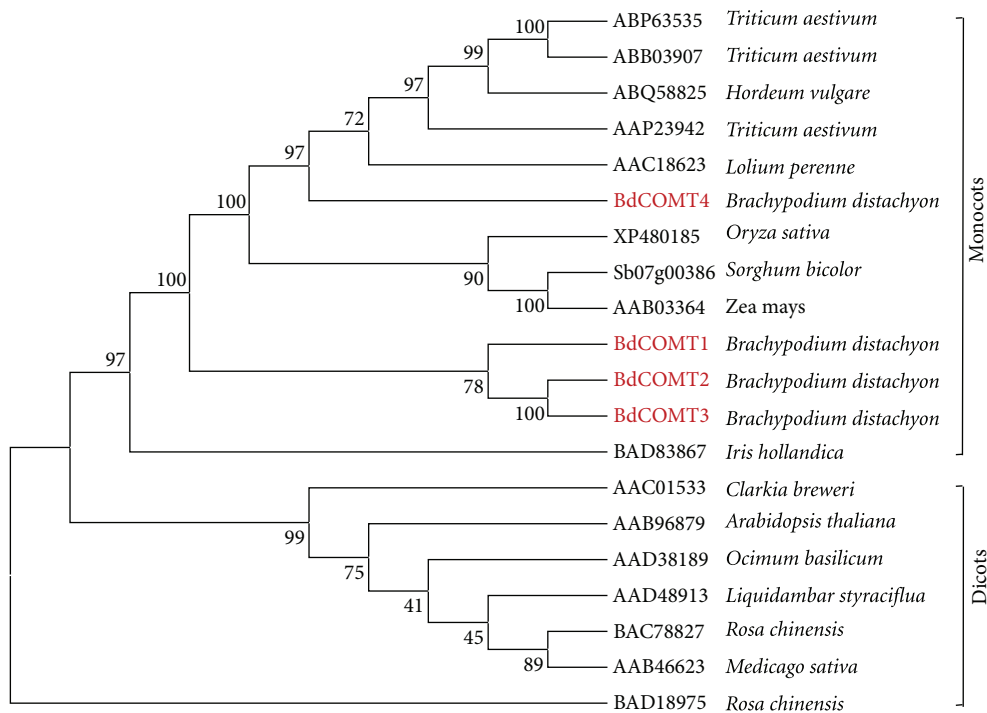 100 ABP63535 Triticum aestivum
99 ABB03907 Triticum aestivum
97 ABQ58825 Hordeum vulgare
72 AAP23942 Triticum aestivum
97 AAC18623 Lolium perenne
100 BdCOMT4 Brachypodium distachyon
XP480185 Oryza sativa
100 90 Sb07g00386 Sorghum bicolor
100 AAB03364 Zea mays
97 BdCOMT1 Brachypodium distachyon
78 BdCOMT2 Brachypodium distachyon
100 BdCOMT3 Brachypodium distachyon
BAD83867 Iris hollandica
Monocots
AAC01533 Clarkia breweri
99 AAB96879 Arabidopsis thaliana
75 AAD38189 Ocimum basilicum
41 AAD48913 Liquidambar styraciflua
45 BAC78827 Rosa chinensis
89 AAB46623 Medicago sativa
BAD18975 Rosa chinensis
Dicots